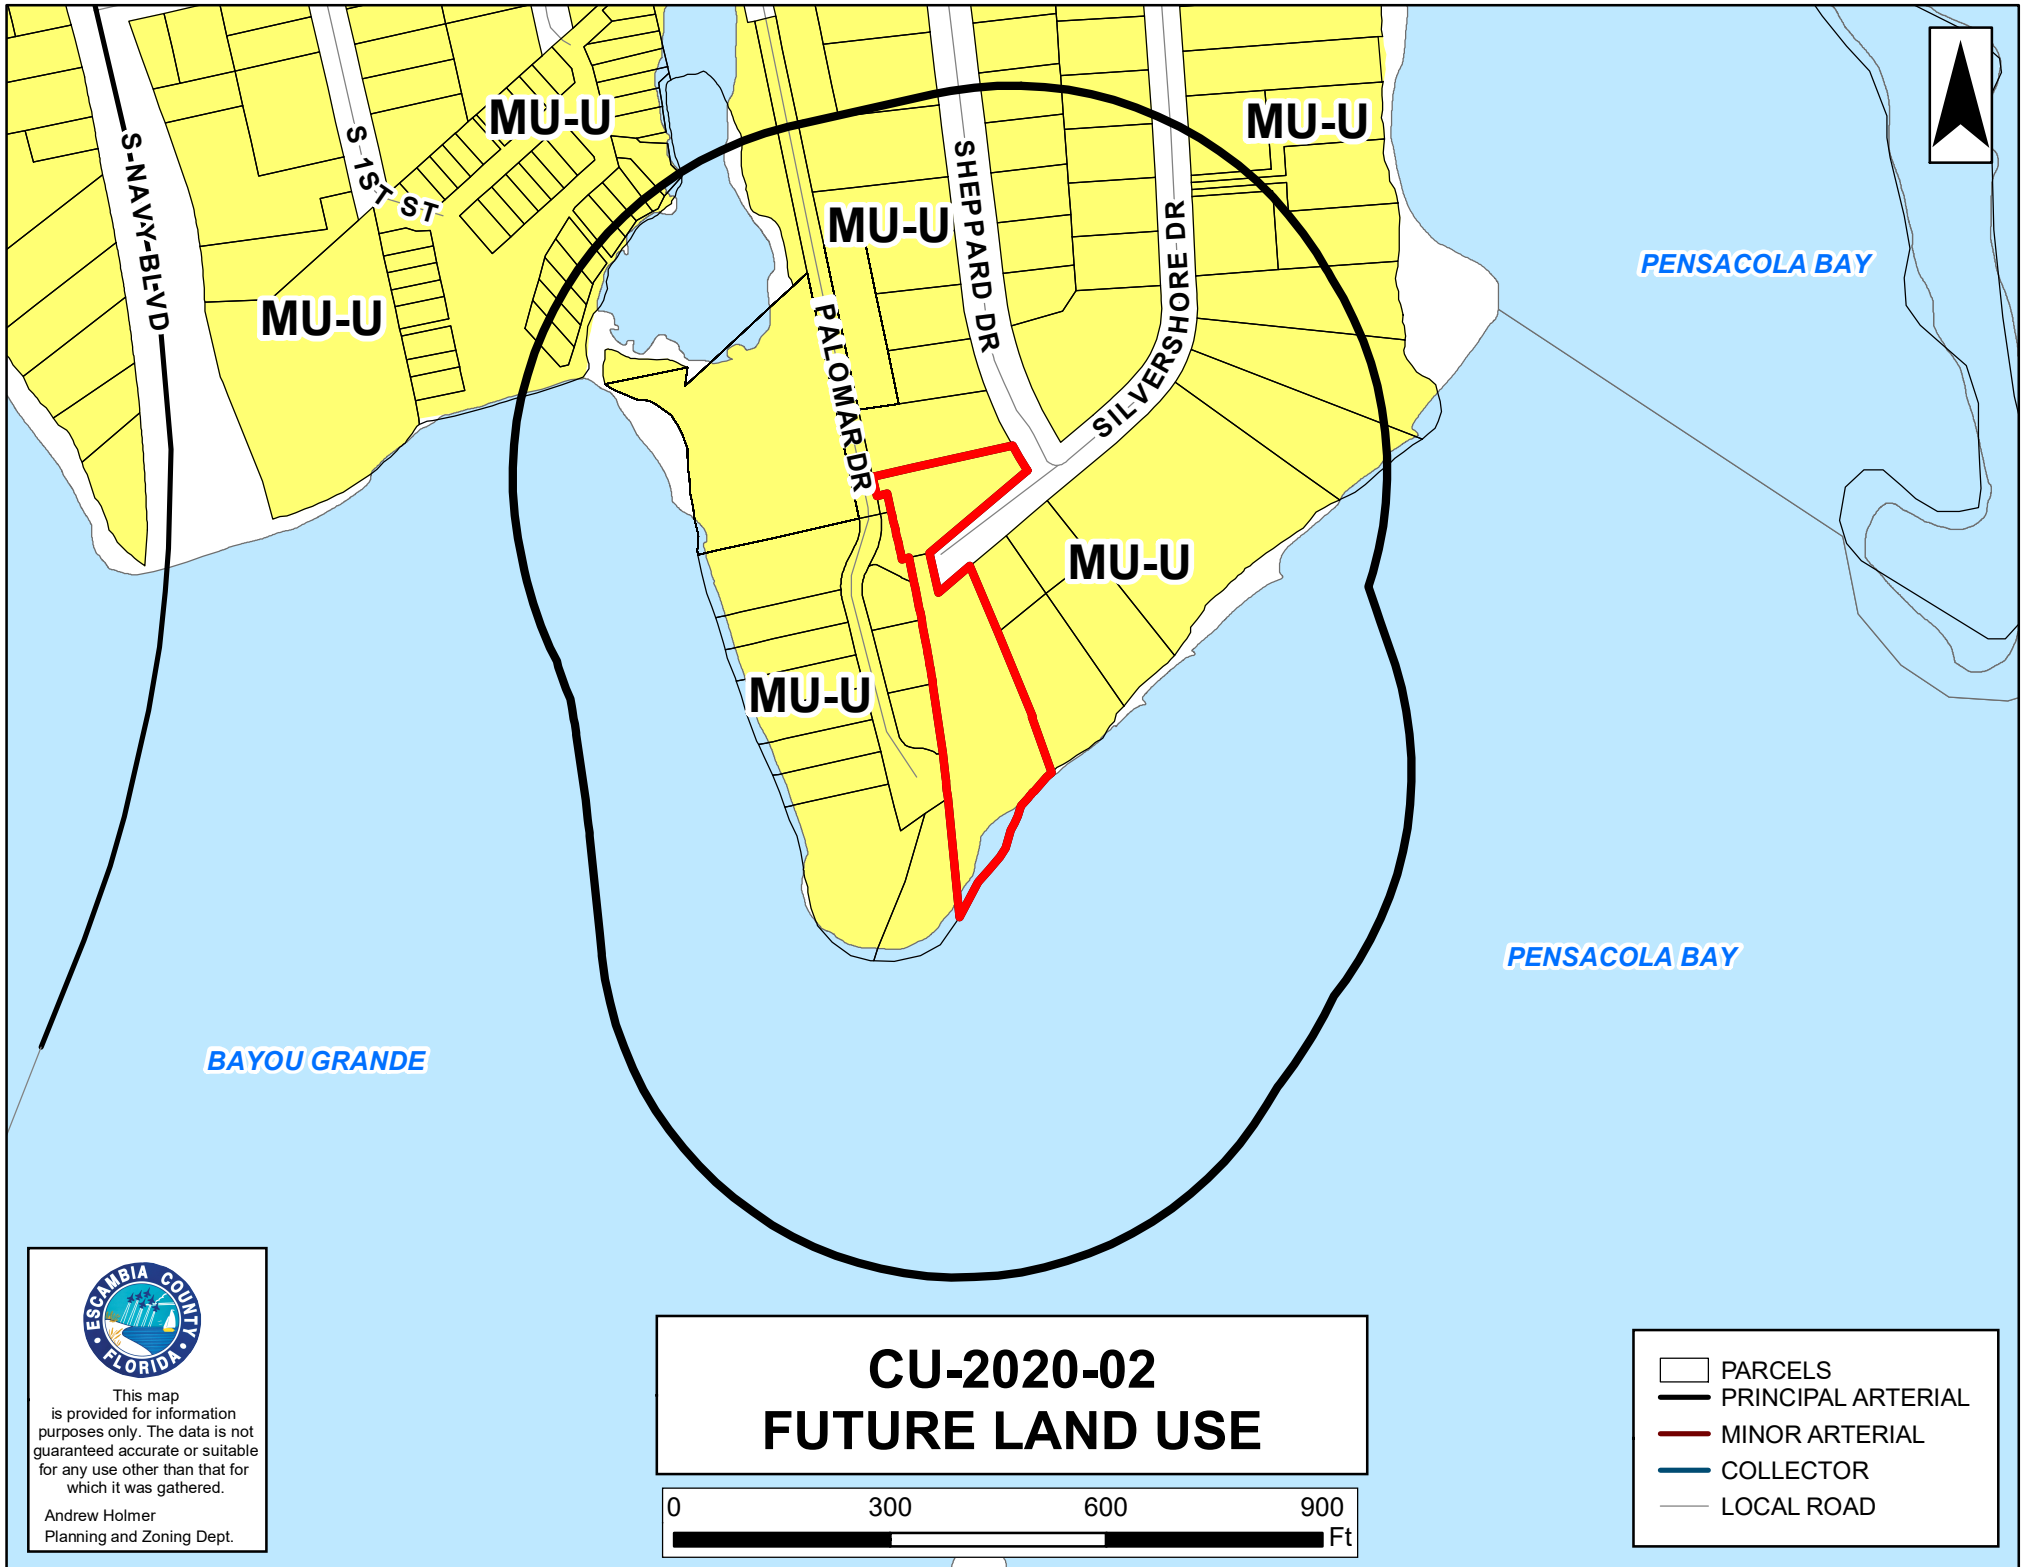 MU-U
MU-U
S 1ST ST
S-NAVY-BLVD
SHEPPARD DR
MU-U
SILVERSHORE DR
PENSACOLA BAY
MU-U
PALOMAR DR
MU-U
MU-U
PENSACOLA BAY
BAYOU GRANDE
ESCAMBIA COUNTY
FLORIDA
This map
is provided for information
purposes only. The data is not
guaranteed accurate or suitable
for any use other than that for
which it was gathered.
Andrew Holmer
Planning and Zoning Dept.
CU-2020-02
FUTURE LAND USE
0 300 600 900
Ft
PARCELS
PRINCIPAL ARTERIAL
MINOR ARTERIAL
COLLECTOR
LOCAL ROAD